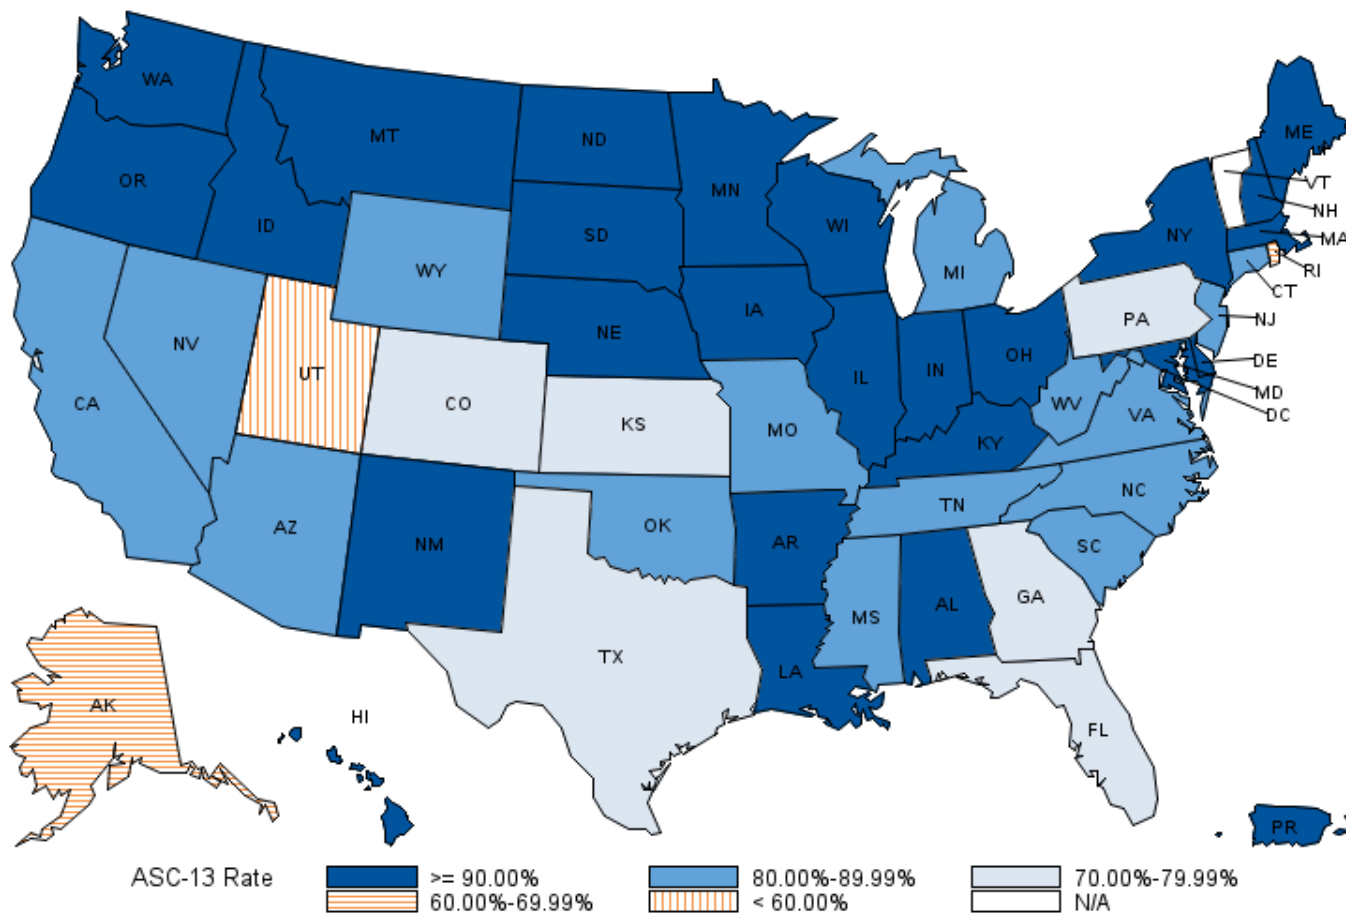 WA
MT
ND
MN
ME
OR
ID
SD
WI
NY
VT
NH
MA
RI
CT
WY
MI
NV
UT
NE
IA
PA
NJ
CA
CO
KS
MO
IL
IN
OH
WV
VA
DE
MD
DC
KY
AZ
NM
OK
AR
TN
NC
SC
TX
LA
MS
AL
GA
FL
AK
HI
PR
ASC-13 Rate
>= 90.00%
80.00%-89.99%
70.00%-79.99%
60.00%-69.99%
< 60.00%
N/A